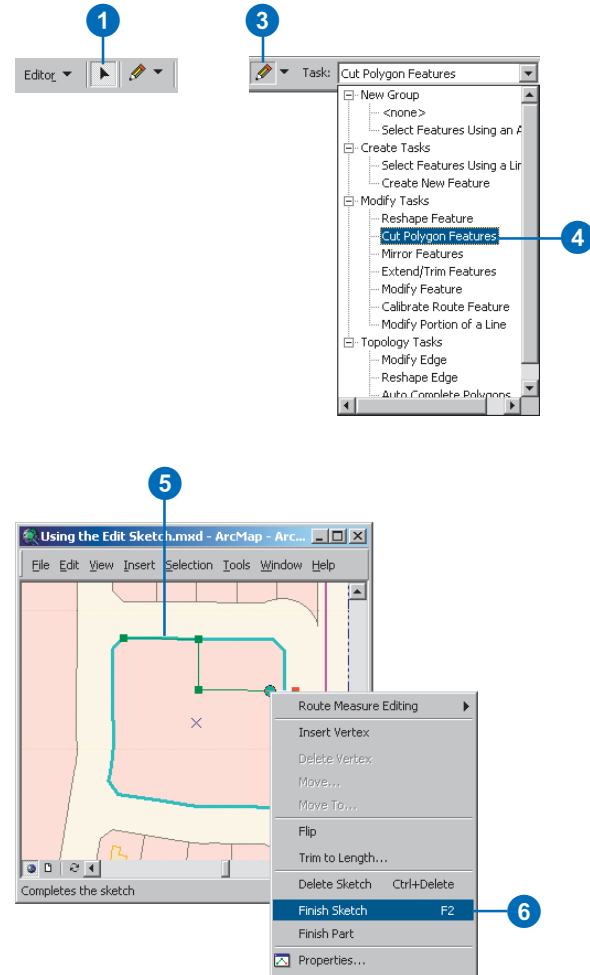 1
3
Editor
Task: Cut Polygon Features
New Group
<none>
Select Features Using an A
Create Tasks
Select Features Using a Lin
Create New Feature
Modify Tasks
Reshape Feature
Cut Polygon Features
4
Mirror Features
Extend/Trim Features
Modify Feature
Calibrate Route Feature
Modify Portion of a Line
Topology Tasks
Modify Edge
Reshape Edge
Auto Complete Polygons
5
Using the Edit Sketch.mxd - ArcMap - Arc...
File Edit View Insert Selection Tools Window Help
Route Measure Editing
Insert Vertex
Delete Vertex
Move...
Move To...
Flip
Trim to Length...
Completes the sketch
Delete Sketch Ctrl+Delete
Finish Sketch F2
6
Finish Part
Properties...